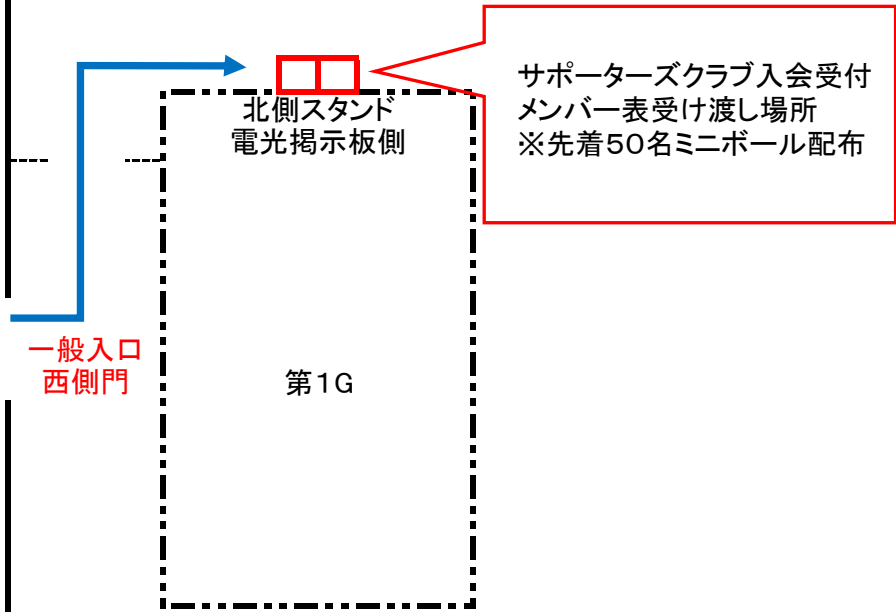 サポーターズクラブ入会受付
メンバー表受け渡し場所
※先着50名ミニボール配布
北側スタンド
電光掲示板側
一般入口
西側門
第1G